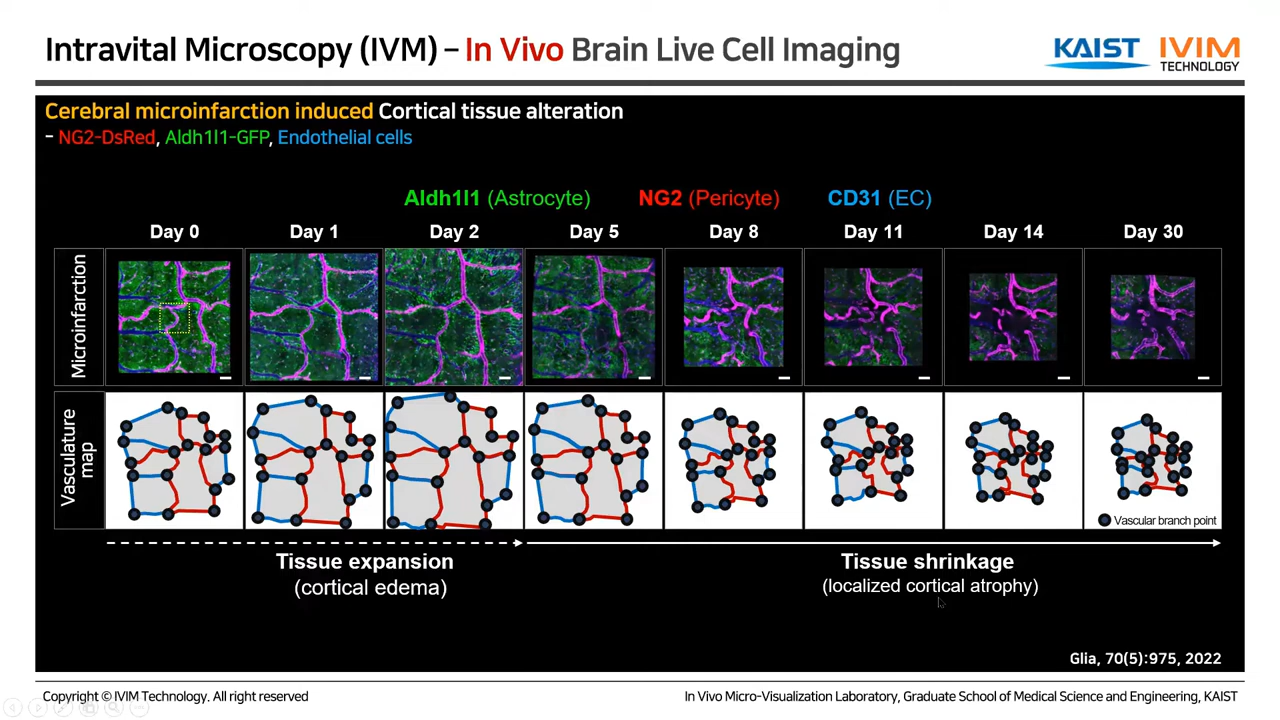 Intravital Microscopy (IVM) – In Vivo Brain Live Cell Imaging
KAIST
IVIM
TECHNOLOGY
Cerebral microinfarction induced Cortical tissue alteration
– NG2-DsRed, Aldh1l1-GFP, Endothelial cells
Aldh1l1 (Astrocyte) NG2 (Pericyte) CD31 (EC)
Day 0 Day 1 Day 2 Day 5 Day 8 Day 11 Day 14 Day 30
Microinfarction
Vasculature
map
Vascular branch point
Tissue expansion
(cortical edema)
Tissue shrinkage
(localized cortical atrophy)
Glia, 70(5):975, 2022
Copyright © IVIM Technology. All right reserved
In Vivo Micro-Visualization Laboratory, Graduate School of Medical Science and Engineering, KAIST